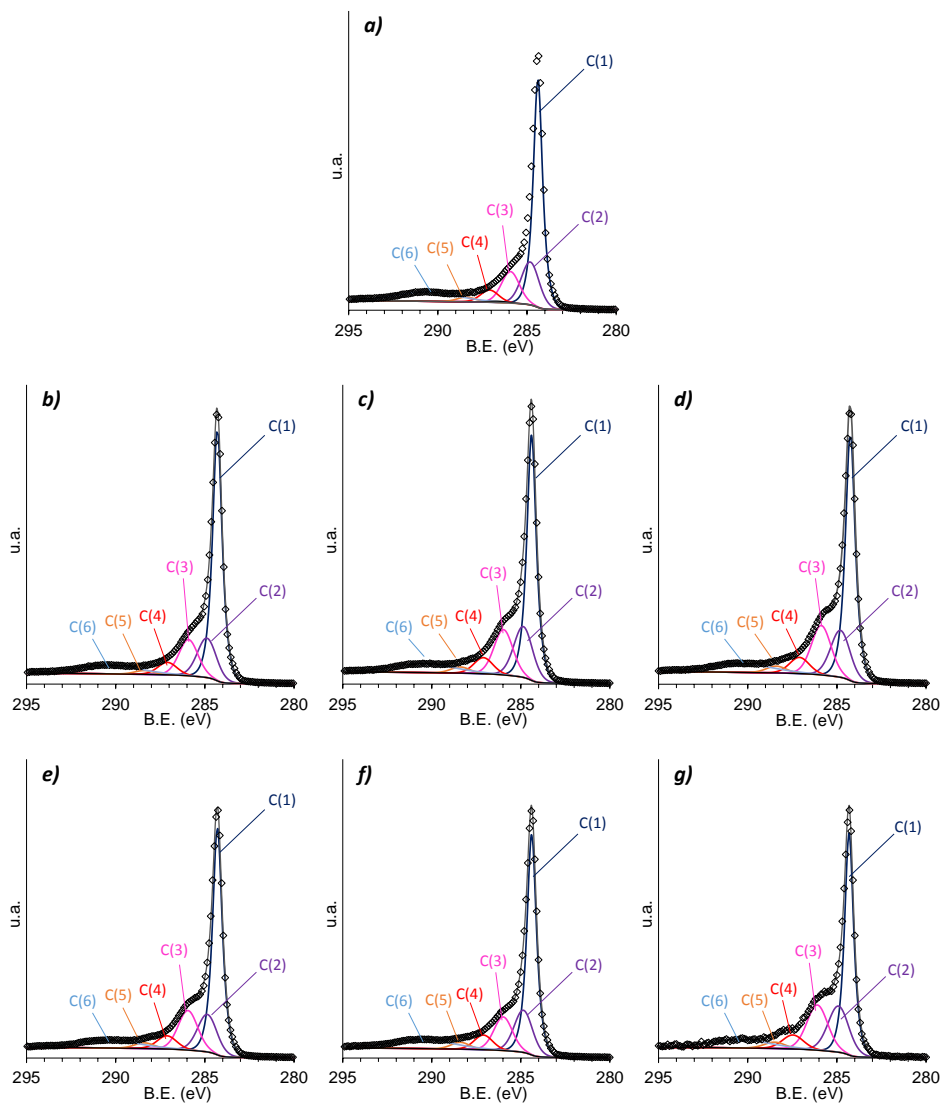 a)
C(1)
C(3)
C(2)
C(4)
C(5)
C(6)
u.a.
295 290 285 280
B.E. (eV)
b)
C(1)
C(3)
C(2)
C(4)
C(5)
C(6)
u.a.
295 290 285 280
B.E. (eV)
c)
C(1)
C(3)
C(2)
C(4)
C(5)
C(6)
u.a.
295 290 285 280
B.E. (eV)
d)
C(1)
C(3)
C(2)
C(4)
C(5)
C(6)
u.a.
295 290 285 280
B.E. (eV)
e)
C(1)
C(3)
C(2)
C(4)
C(5)
C(6)
u.a.
295 290 285 280
B.E. (eV)
f)
C(1)
C(3)
C(2)
C(4)
C(5)
C(6)
u.a.
295 290 285 280
B.E. (eV)
g)
C(1)
C(3)
C(2)
C(4)
C(5)
C(6)
u.a.
295 290 285 280
B.E. (eV)